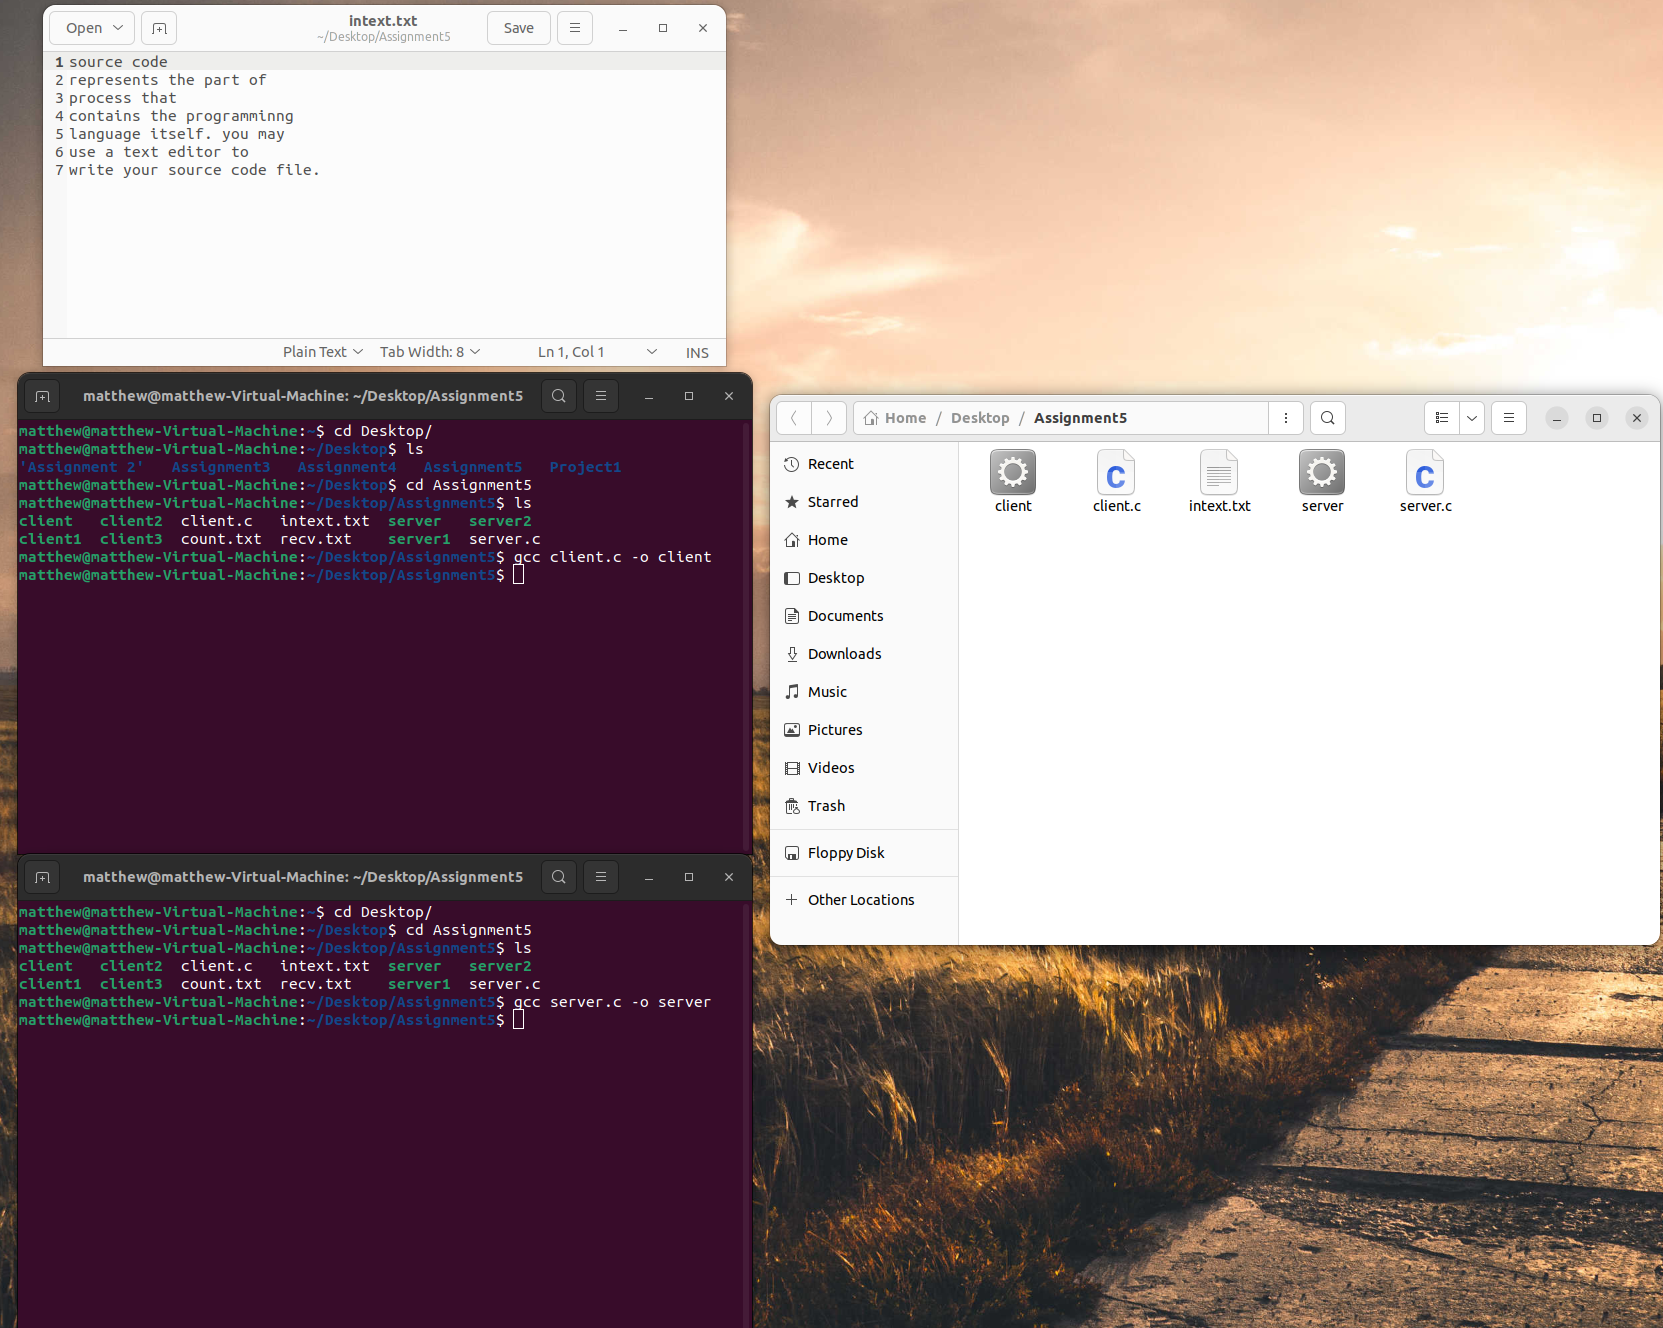 Open
intext.txt
~/Desktop/Assignment5
Save
1 source code
2 represents the part of
3 process that
4 contains the programminng
5 language itself. you may
6 use a text editor to
7 write your source code file.
Plain Text Tab Width: 8 Ln 1, Col 1 INS
matthew@matthew-Virtual-Machine: ~/Desktop/Assignment5
matthew@matthew-Virtual-Machine:~$ cd Desktop/
matthew@matthew-Virtual-Machine:~/Desktop$ ls
'Assignment 2' Assignment3 Assignment4 Assignment5 Project1
matthew@matthew-Virtual-Machine:~/Desktop$ cd Assignment5
matthew@matthew-Virtual-Machine:~/Desktop/Assignment5$ ls
client client2 client.c intext.txt server server2
client1 client3 count.txt recv.txt server1 server.c
matthew@matthew-Virtual-Machine:~/Desktop/Assignment5$ gcc client.c -o client
matthew@matthew-Virtual-Machine:~/Desktop/Assignment5$
matthew@matthew-Virtual-Machine: ~/Desktop/Assignment5
matthew@matthew-Virtual-Machine:~$ cd Desktop/
matthew@matthew-Virtual-Machine:~/Desktop$ cd Assignment5
matthew@matthew-Virtual-Machine:~/Desktop/Assignment5$ ls
client client2 client.c intext.txt server server2
client1 client3 count.txt recv.txt server1 server.c
matthew@matthew-Virtual-Machine:~/Desktop/Assignment5$ gcc server.c -o server
matthew@matthew-Virtual-Machine:~/Desktop/Assignment5$
Home / Desktop / Assignment5
Recent
Starred
Home
Desktop
Documents
Downloads
Music
Pictures
Videos
Trash
Floppy Disk
+ Other Locations
C C
client client.c intext.txt server server.c